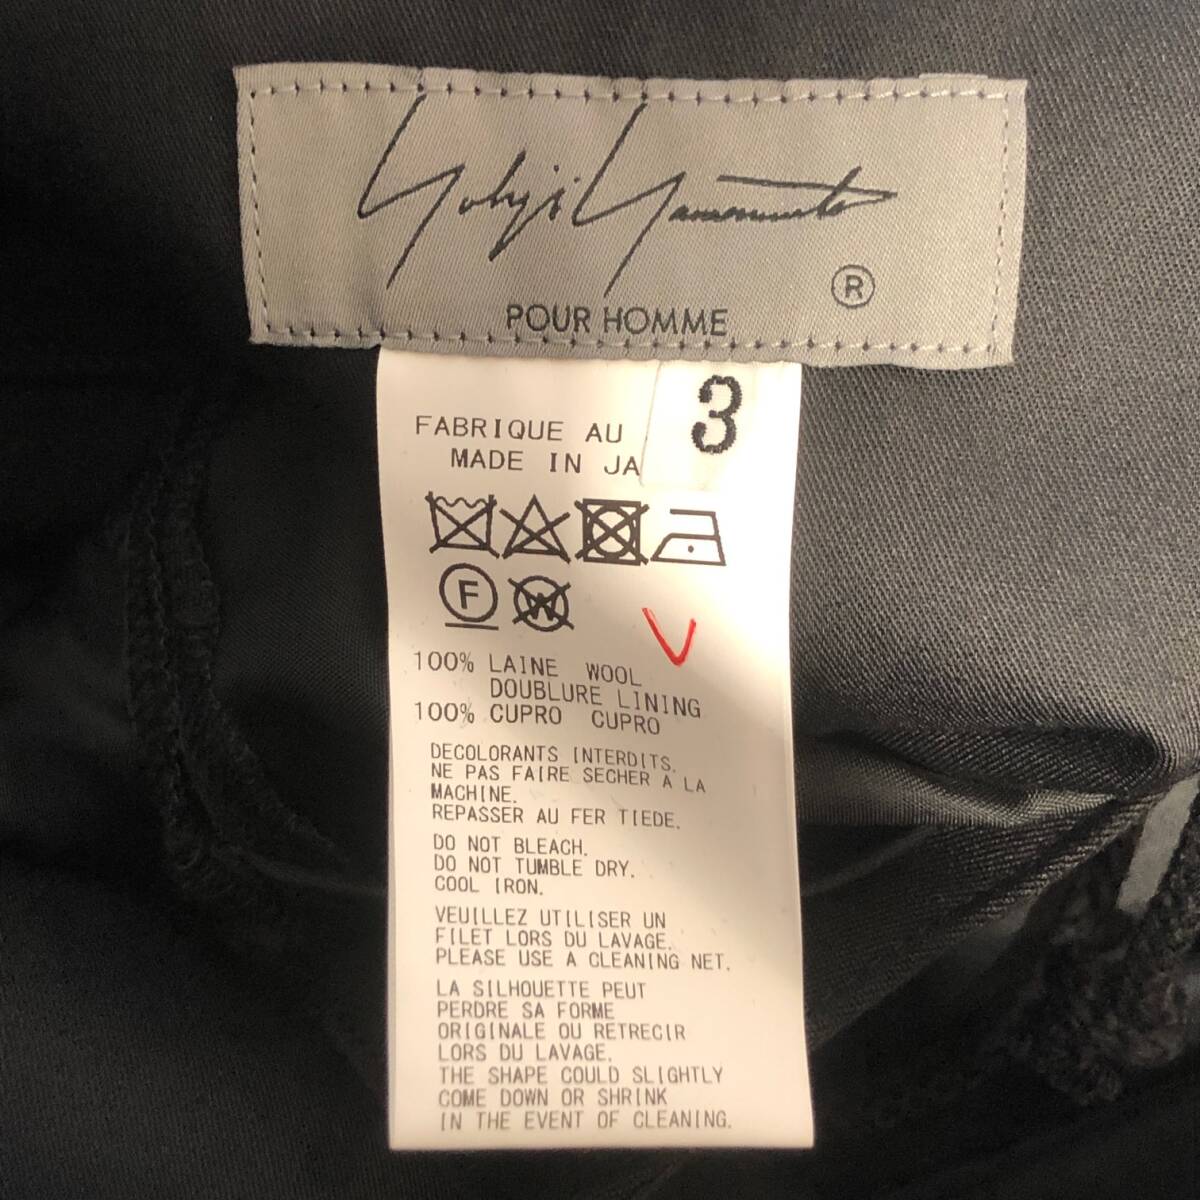 Yohji Yamamoto
®
POUR HOMME
3
FABRIQUE AU
MADE IN JA
F W
100% LAINE WOOL
DOUBLURE LINING
100% CUPRO CUPRO
DECOLORANTS INTERDITS.
NE PAS FAIRE SECHER A LA
MACHINE.
REPASSER AU FER TIEDE.
DO NOT BLEACH.
DO NOT TUMBLE DRY.
COOL IRON.
VEUILLEZ UTILISER UN
FILET LORS DU LAVAGE.
PLEASE USE A CLEANING NET.
LA SILHOUETTE PEUT
PERDRE SA FORME
ORIGINALE OU RETRECIR
LORS DU LAVAGE.
THE SHAPE COULD SLIGHTLY
COME DOWN OR SHRINK
IN THE EVENT OF CLEANING.